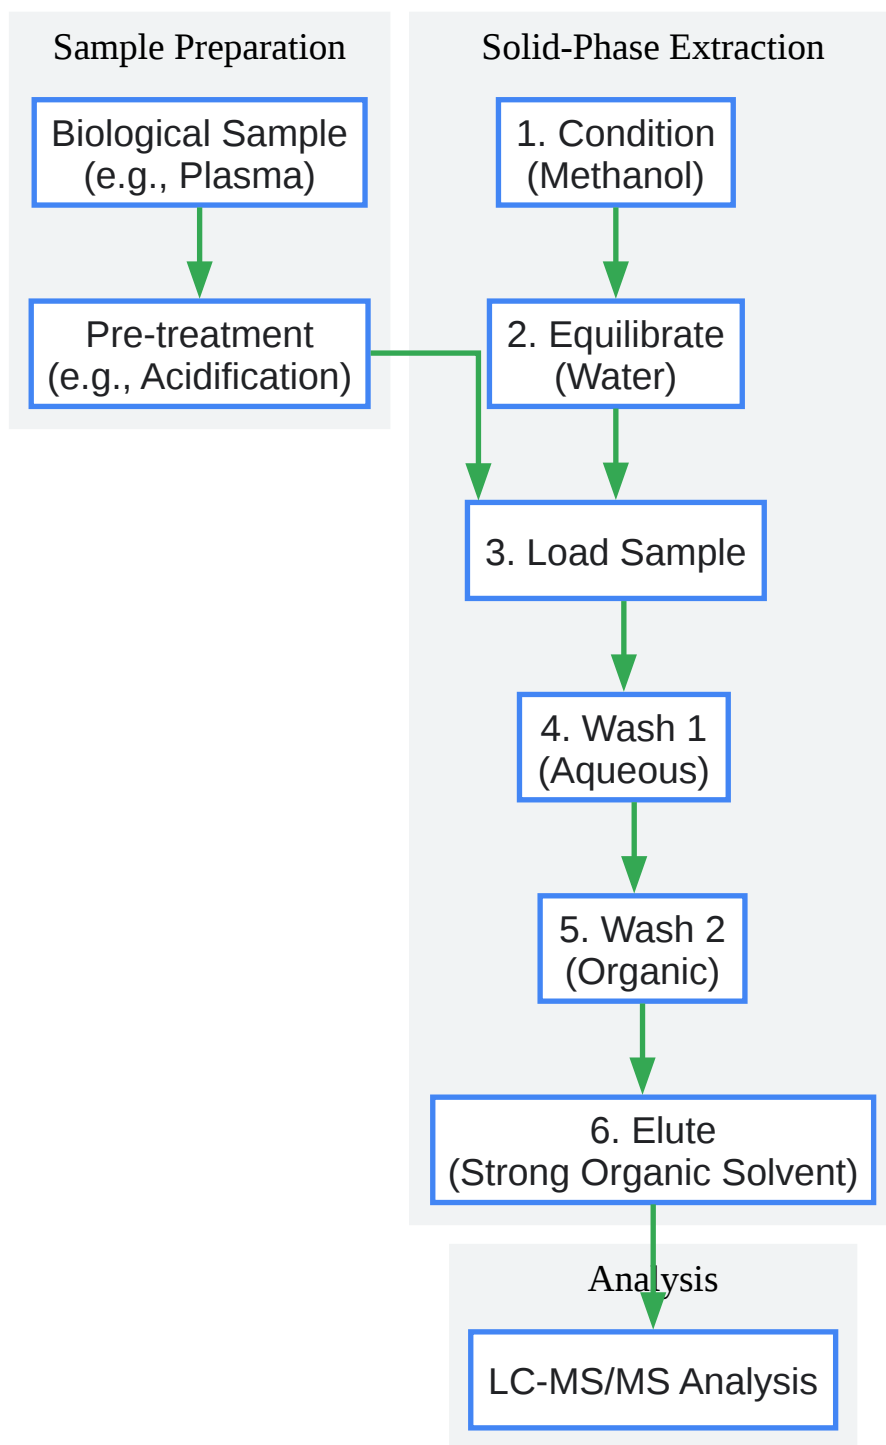 Sample Preparation
Biological Sample
(e.g., Plasma)
Pre-treatment
(e.g., Acidification)
Solid-Phase Extraction
1. Condition
(Methanol)
2. Equilibrate
(Water)
3. Load Sample
4. Wash 1
(Aqueous)
5. Wash 2
(Organic)
6. Elute
(Strong Organic Solvent)
Analysis
LC-MS/MS Analysis